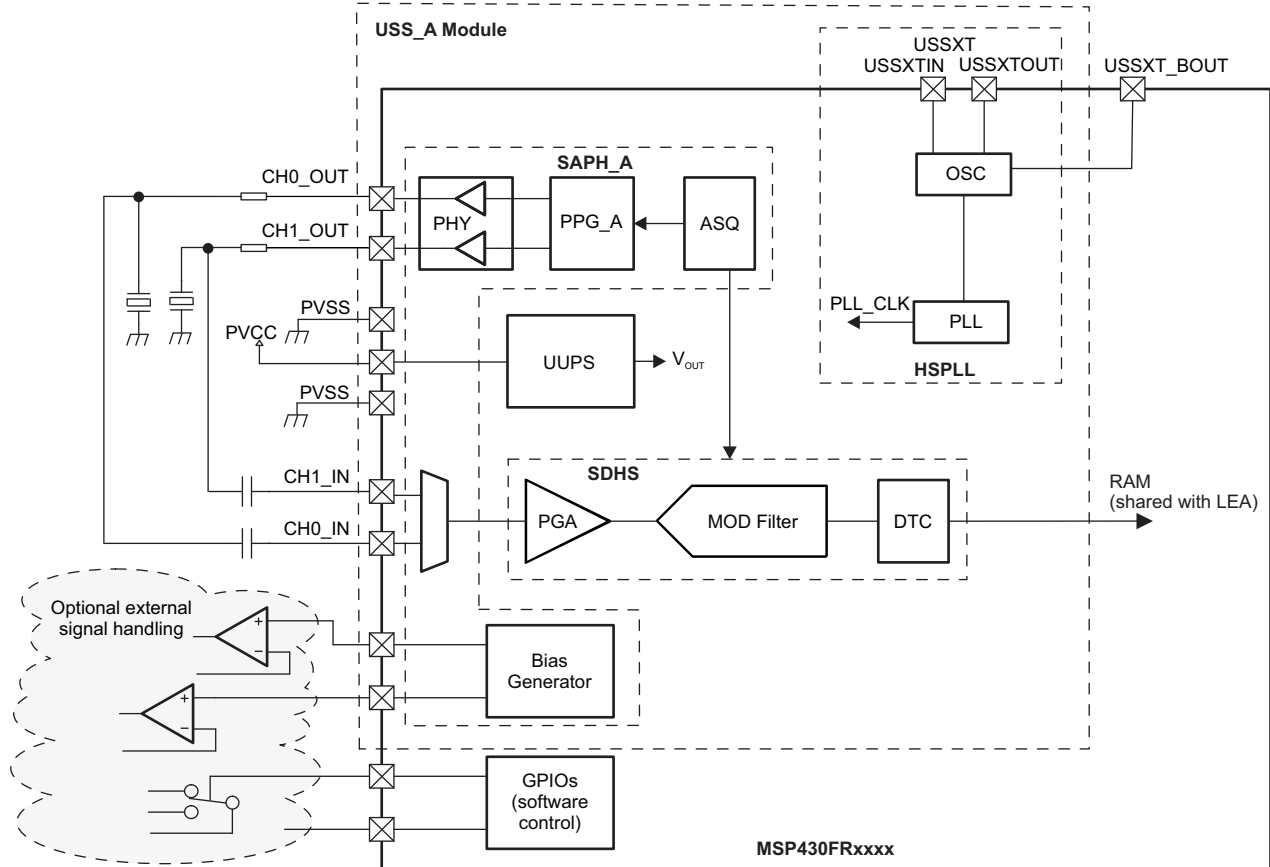 USS_A Module
USSXT
USSXTIN
USSXTOUT
USSXT_BOUT
SAPH_A
CH0_OUT
CH1_OUT
PHY
PPG_A
ASQ
OSC
PVSS
PVCC
UUPS
V_OUT
PLL_CLK
PLL
HSPLL
PVSS
SDHS
CH1_IN
CH0_IN
PGA
MOD Filter
DTC
RAM
(shared with LEA)
Optional external
signal handling
+
−
+
−
Bias
Generator
GPIOs
(software
control)
MSP430FRxxxx